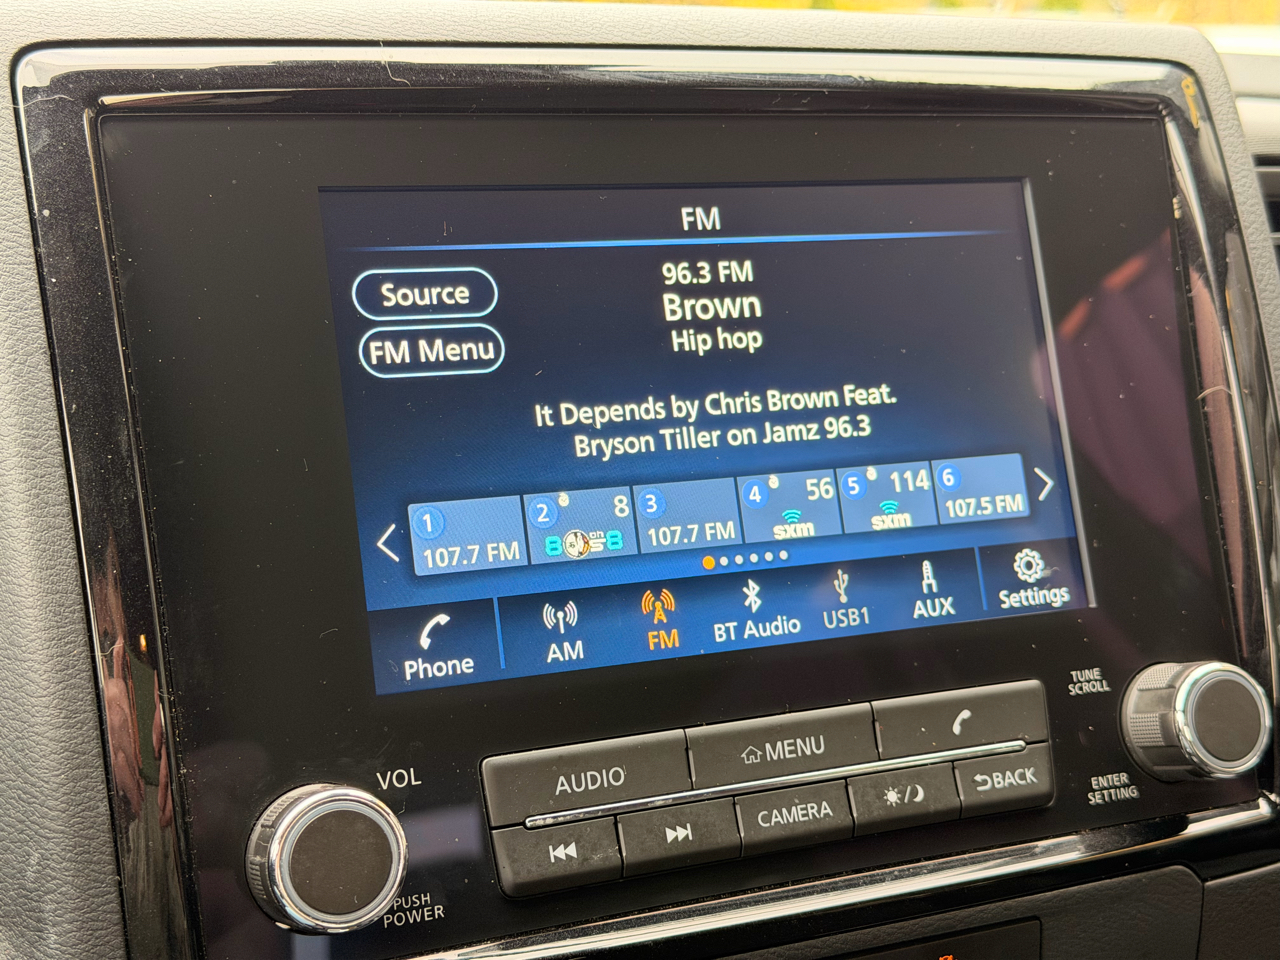 FM
Source
FM Menu
96.3 FM
Brown
Hip hop
It Depends by Chris Brown Feat.
Bryson Tiller on Jamz 96.3
1
107.7 FM
2
8
80s on 8
3
107.7 FM
4
56
sxm
5
114
sxm
6
107.5 FM
Phone
AM
FM
BT Audio
USB1
AUX
Settings
VOL
PUSH
POWER
AUDIO
MENU
CAMERA
BACK
TUNE
SCROLL
ENTER
SETTING